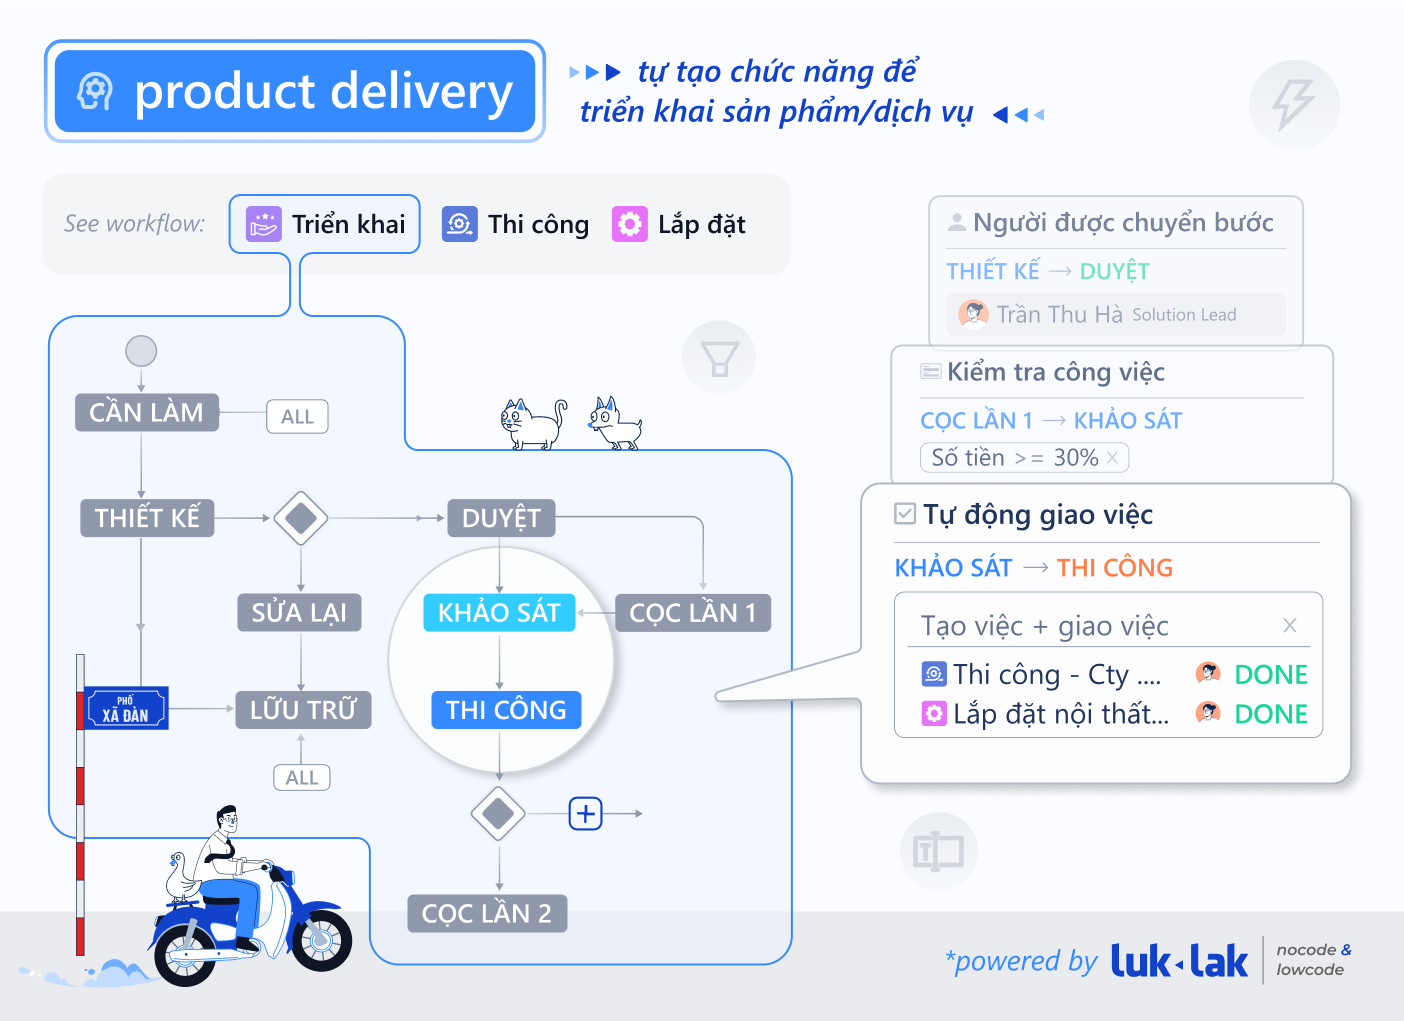 product delivery
tự tạo chức năng để
triển khai sản phẩm/dịch vụ
See workflow:
Triển khai
Thi công
Lắp đặt
Người được chuyển bước
THIẾT KẾ → DUYỆT
Trần Thu Hà Solution Lead
Kiểm tra công việc
CỌC LẦN 1 → KHẢO SÁT
Số tiền >= 30% X
Tự động giao việc
KHẢO SÁT → THI CÔNG
Tạo việc + giao việc X
Thi công - Cty .... DONE
Lắp đặt nội thất... DONE
CẦN LÀM
ALL
THIẾT KẾ
DUYỆT
SỬA LẠI
KHẢO SÁT
CỌC LẦN 1
PHỐ
XÃ ĐÀN
LỮU TRỮ
THI CÔNG
ALL
CỌC LẦN 2
*powered by luk lak
nocode &
lowcode